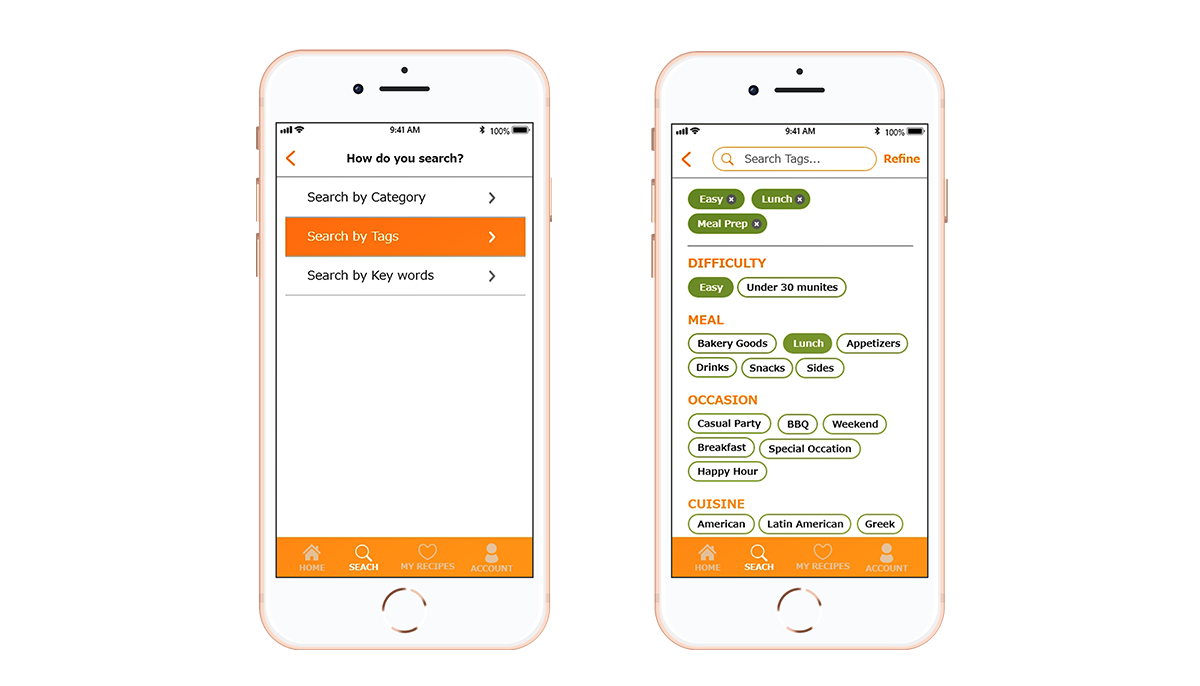 9:41 AM 100%
How do you search?
Search by Category
Search by Tags
Search by Key words
HOME SEACH MY RECIPES ACCOUNT
9:41 AM 100%
Search Tags... Refine
Easy Lunch
Meal Prep
DIFFICULTY
Easy Under 30 munites
MEAL
Bakery Goods Lunch Appetizers
Drinks Snacks Sides
OCCASION
Casual Party BBQ Weekend
Breakfast Special Occation
Happy Hour
CUISINE
American Latin American Greek
HOME SEACH MY RECIPES ACCOUNT